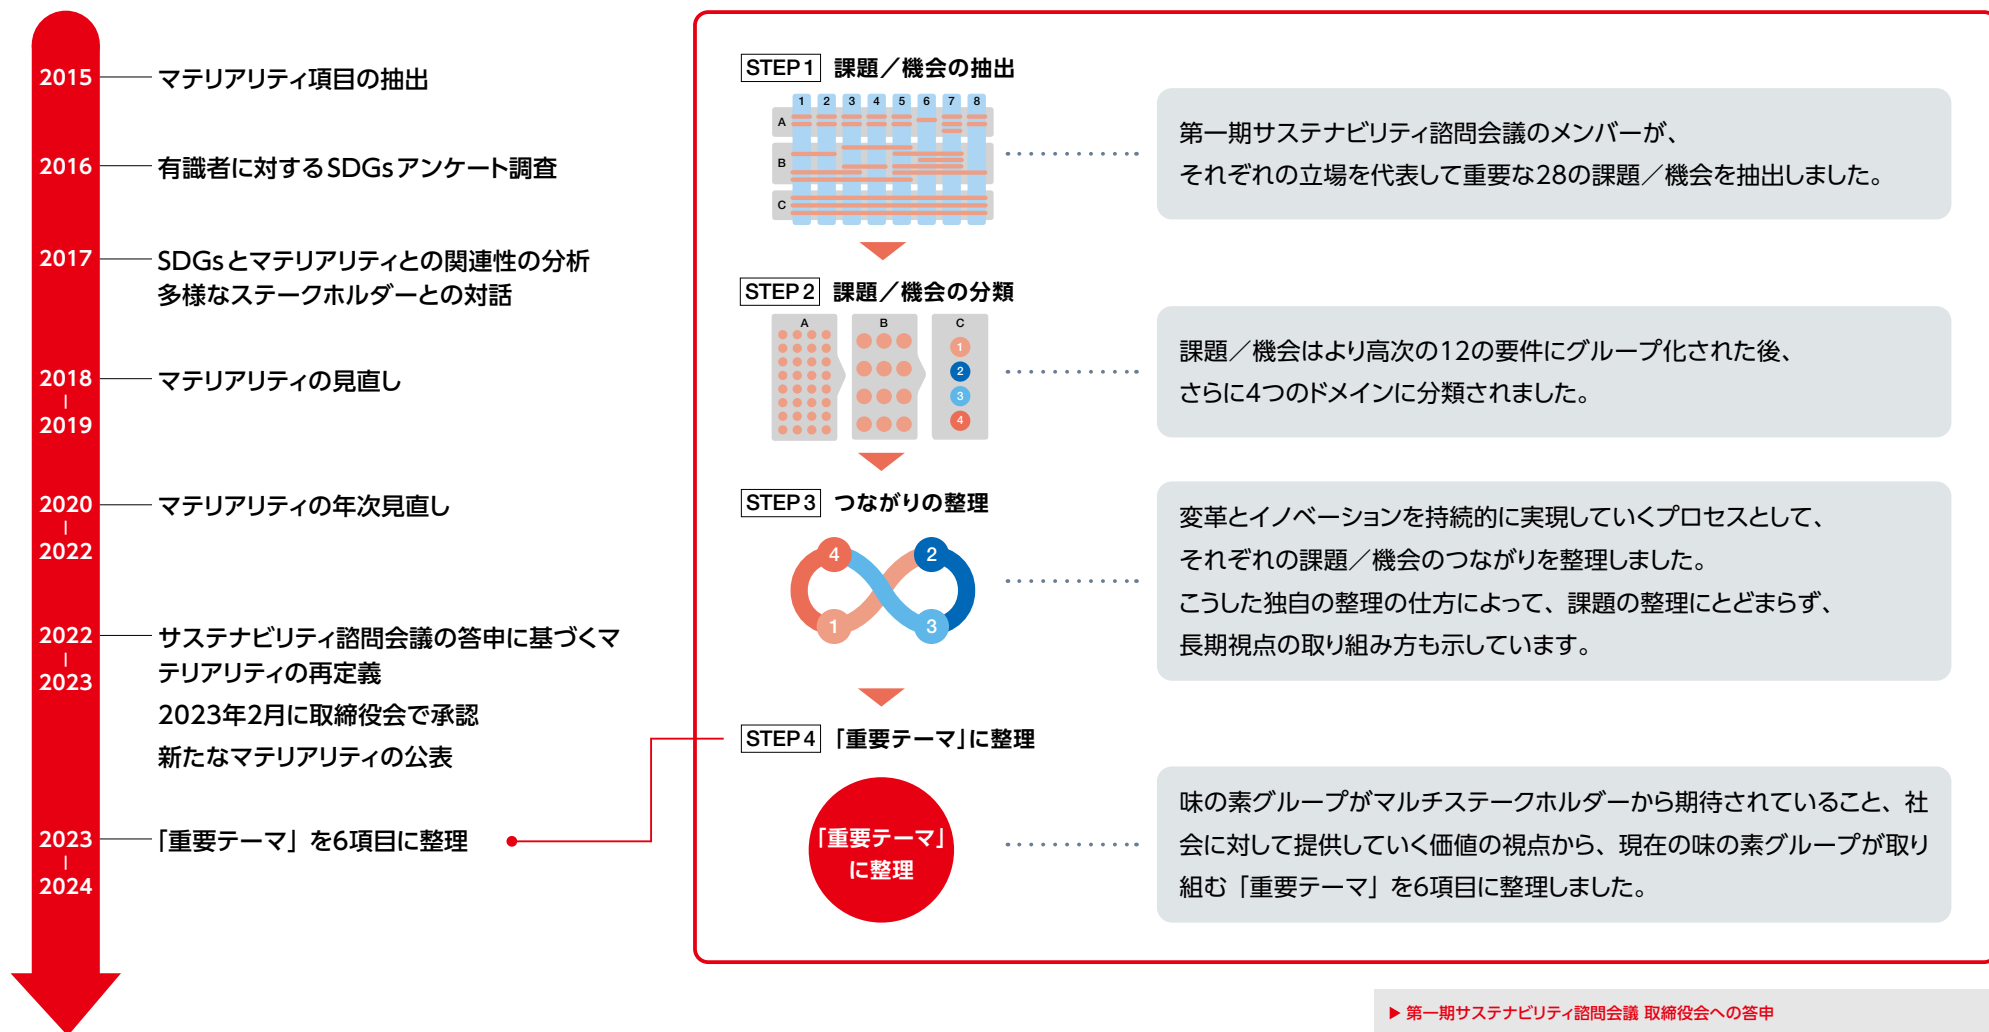 2015
マテリアリティ項目の抽出
2016
有識者に対するSDGsアンケート調査
2017
SDGsとマテリアリティとの関連性の分析
多様なステークホルダーとの対話
2018
|
2019
マテリアリティの見直し
2020
|
2022
マテリアリティの年次見直し
2022
|
2023
サステナビリティ諮問会議の答申に基づくマ
テリアリティの再定義
2023年2月に取締役会で承認
新たなマテリアリティの公表
2023
|
2024
「重要テーマ」を6項目に整理
STEP1 課題／機会の抽出
1 2 3 4 5 6 7 8
A
B
C
第一期サステナビリティ諮問会議のメンバーが、
それぞれの立場を代表して重要な28の課題／機会を抽出しました。
STEP2 課題／機会の分類
A B C
1
2
3
4
課題／機会はより高次の12の要件にグループ化された後、
さらに4つのドメインに分類されました。
STEP3 つながりの整理
4 2
1 3
変革とイノベーションを持続的に実現していくプロセスとして、
それぞれの課題／機会のつながりを整理しました。
こうした独自の整理の仕方によって、課題の整理にとどまらず、
長期視点の取り組み方も示しています。
STEP4 「重要テーマ」に整理
「重要テーマ」
に整理
味の素グループがマルチステークホルダーから期待されていること、社
会に対して提供していく価値の視点から、現在の味の素グループが取り
組む「重要テーマ」を6項目に整理しました。
▶ 第一期サステナビリティ諮問会議 取締役会への答申